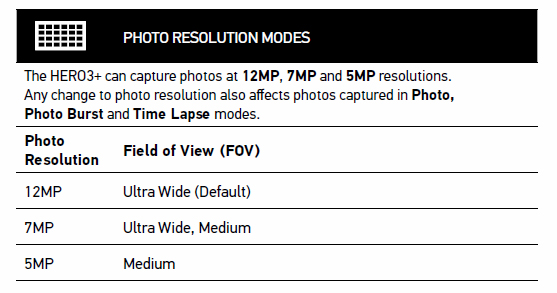 PHOTO RESOLUTION MODES
The HERO3+ can capture photos at 12MP, 7MP and 5MP resolutions.
Any change to photo resolution also affects photos captured in Photo,
Photo Burst and Time Lapse modes.
Photo Resolution Field of View (FOV)
12MP Ultra Wide (Default)
7MP Ultra Wide, Medium
5MP Medium